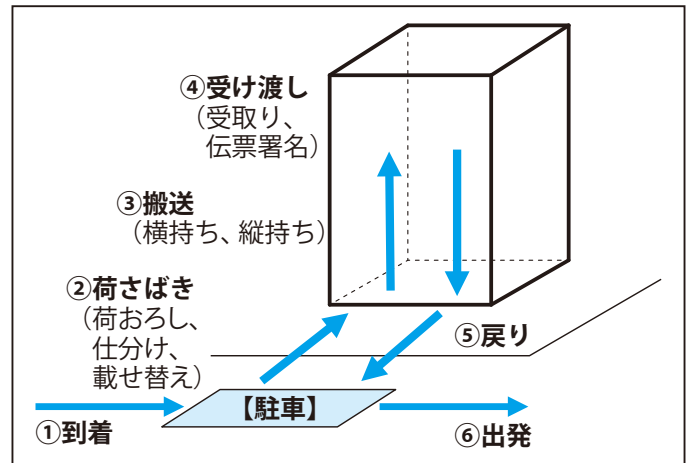 ④受け渡し
（受取り、
伝票署名）
③搬送
（横持ち、縦持ち）
②荷さばき
（荷おろし、
仕分け、
載せ替え）
⑤戻り
【駐車】
①到着
⑥出発